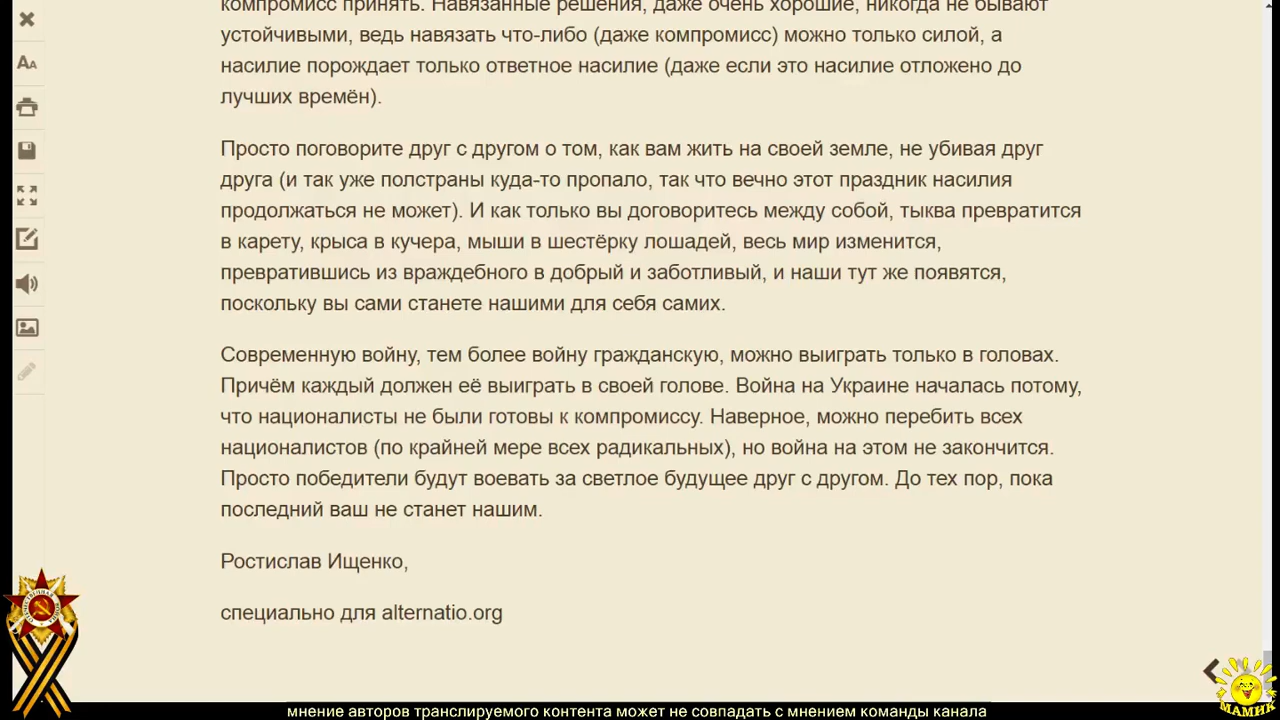 компромисс принять. Навязанные решения, даже очень хорошие, никогда не бывают
устойчивыми, ведь навязать что-либо (даже компромисс) можно только силой, а
насилие порождает только ответное насилие (даже если это насилие отложено до
лучших времён).
Просто поговорите друг с другом о том, как вам жить на своей земле, не убивая друг
друга (и так уже полстраны куда-то пропало, так что вечно этот праздник насилия
продолжаться не может). И как только вы договоритесь между собой, тыква превратится
в карету, крыса в кучера, мыши в шестёрку лошадей, весь мир изменится,
превратившись из враждебного в добрый и заботливый, и наши тут же появятся,
поскольку вы сами станете нашими для себя самих.
Современную войну, тем более войну гражданскую, можно выиграть только в головах.
Причём каждый должен её выиграть в своей голове. Война на Украине началась потому,
что националисты не были готовы к компромиссу. Наверное, можно перебить всех
националистов (по крайней мере всех радикальных), но война на этом не закончится.
Просто победители будут воевать за светлое будущее друг с другом. До тех пор, пока
последний ваш не станет нашим.
Ростислав Ищенко,
специально для alternatio.org
AA
ОТЕЧЕСТВЕННАЯ ВОЙНА
МАМИК
мнение авторов транслируемого контента может не совпадать с мнением команды канала